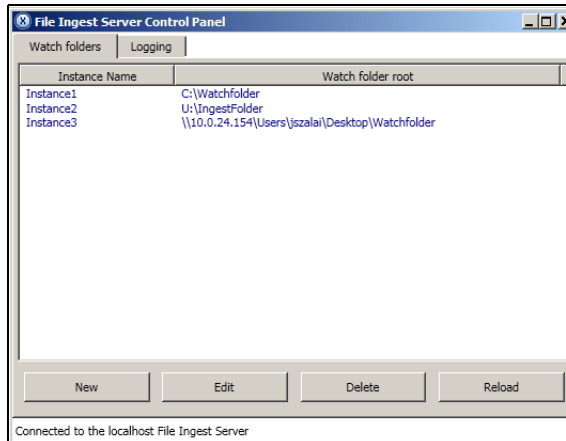 File Ingest Server Control Panel
Watch folders Logging
Instance Name Watch folder root
Instance1 C:\Watchfolder
Instance2 U:\IngestFolder
Instance3 \\10.0.24.154\Users\jszalai\Desktop\Watchfolder
New Edit Delete Reload
Connected to the localhost File Ingest Server